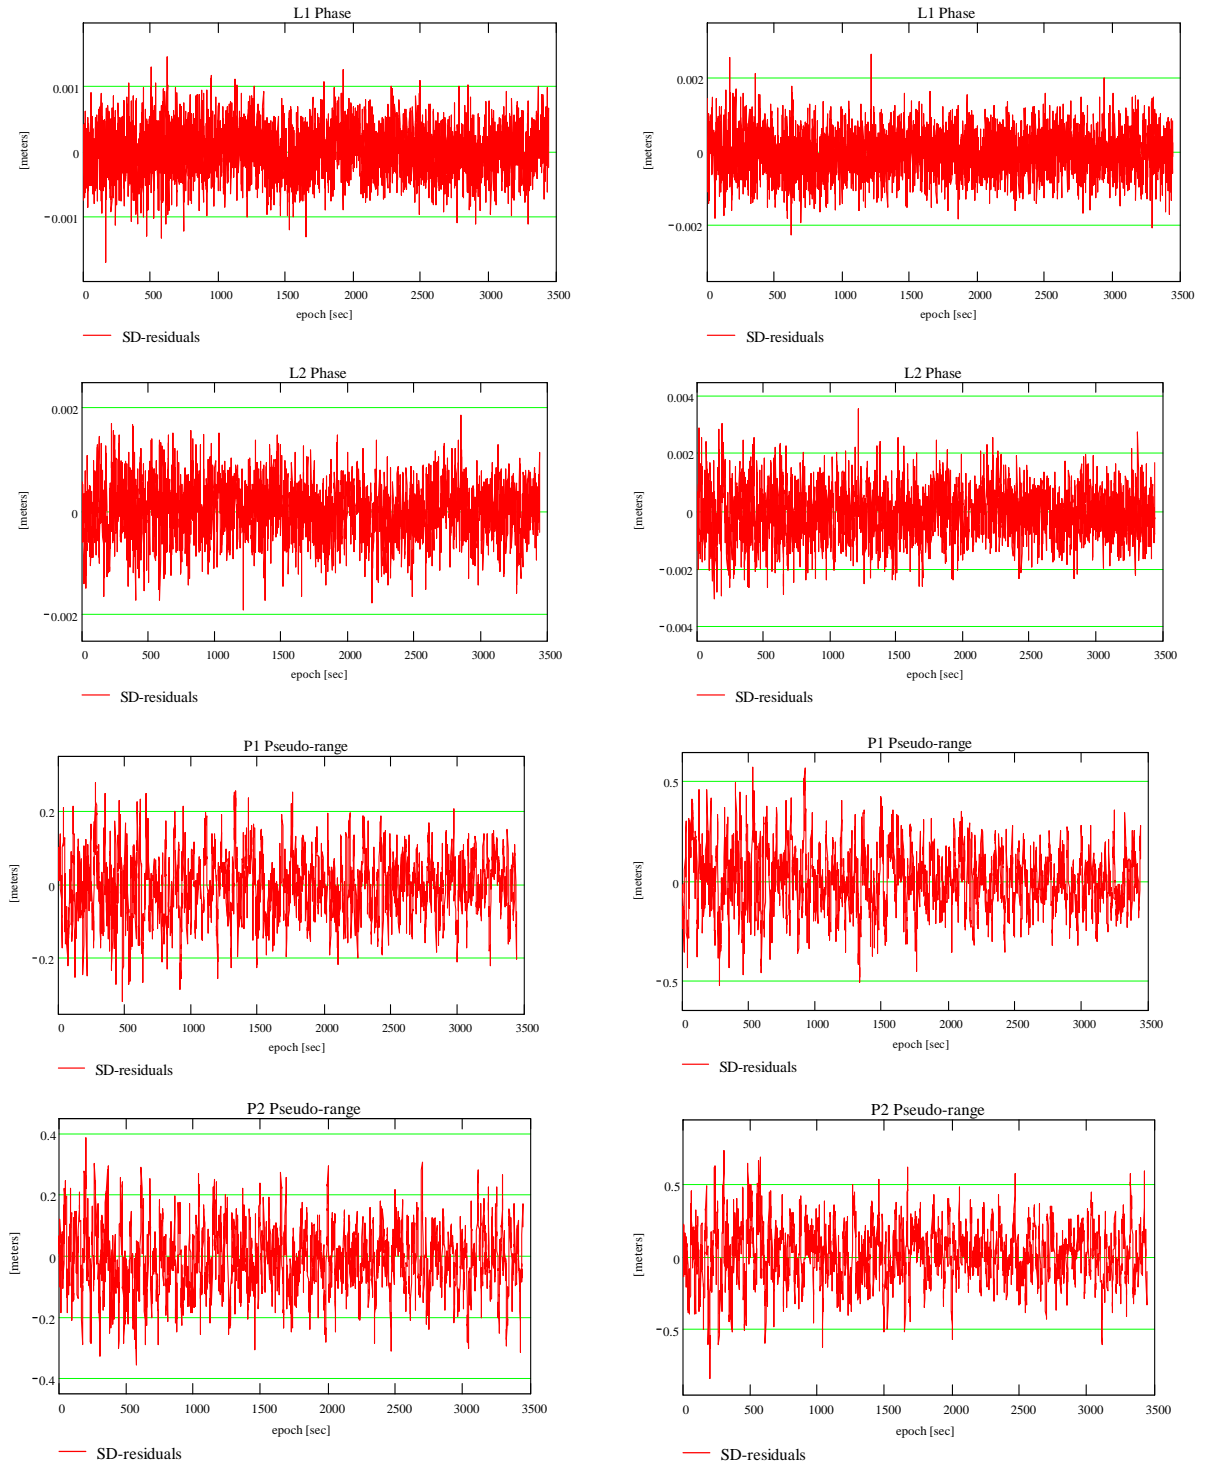 L1 Phase
[meters]
0.001
0
−0.001
0 500 1000 1500 2000 2500 3000 3500
epoch [sec]
SD-residuals
L1 Phase
[meters]
0.002
0
−0.002
0 500 1000 1500 2000 2500 3000 3500
epoch [sec]
SD-residuals
L2 Phase
[meters]
0.002
0
−0.002
0 500 1000 1500 2000 2500 3000 3500
epoch [sec]
SD-residuals
L2 Phase
[meters]
0.004
0.002
0
−0.002
−0.004
0 500 1000 1500 2000 2500 3000 3500
epoch [sec]
SD-residuals
P1 Pseudo-range
[meters]
0.2
0
−0.2
0 500 1000 1500 2000 2500 3000 3500
epoch [sec]
SD-residuals
P1 Pseudo-range
[meters]
0.5
0
−0.5
0 500 1000 1500 2000 2500 3000 3500
epoch [sec]
SD-residuals
P2 Pseudo-range
[meters]
0.4
0.2
0
−0.2
−0.4
0 500 1000 1500 2000 2500 3000 3500
epoch [sec]
SD-residuals
P2 Pseudo-range
[meters]
0.5
0
−0.5
0 500 1000 1500 2000 2500 3000 3500
epoch [sec]
SD-residuals